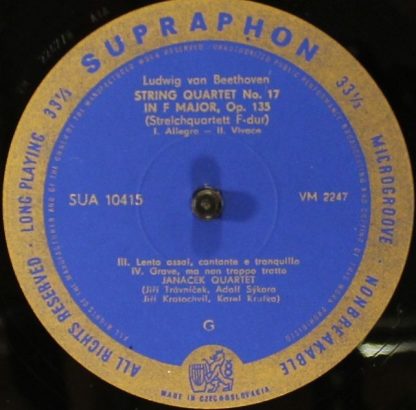 SUPRAPHON
ALL RIGHTS RESERVED · LONG PLAYING 33⅓
33⅓ MICROGROOVE · NONBREAKABLE
Ludwig van Beethoven
STRING QUARTET No. 17
IN F MAJOR, Op. 135
(Streichquartett F-dur)
I. Allegro — II. Vivace
SUA 10415
VM 2247
III. Lento assai, cantante e tranquillo
IV. Grave, ma non troppo tratto
JANÁČEK QUARTET
(Jiří Trávníček, Adolf Sýkora
Jiří Kratochvíl, Karel Krafka)
G
MADE IN CZECHOSLOVAKIA